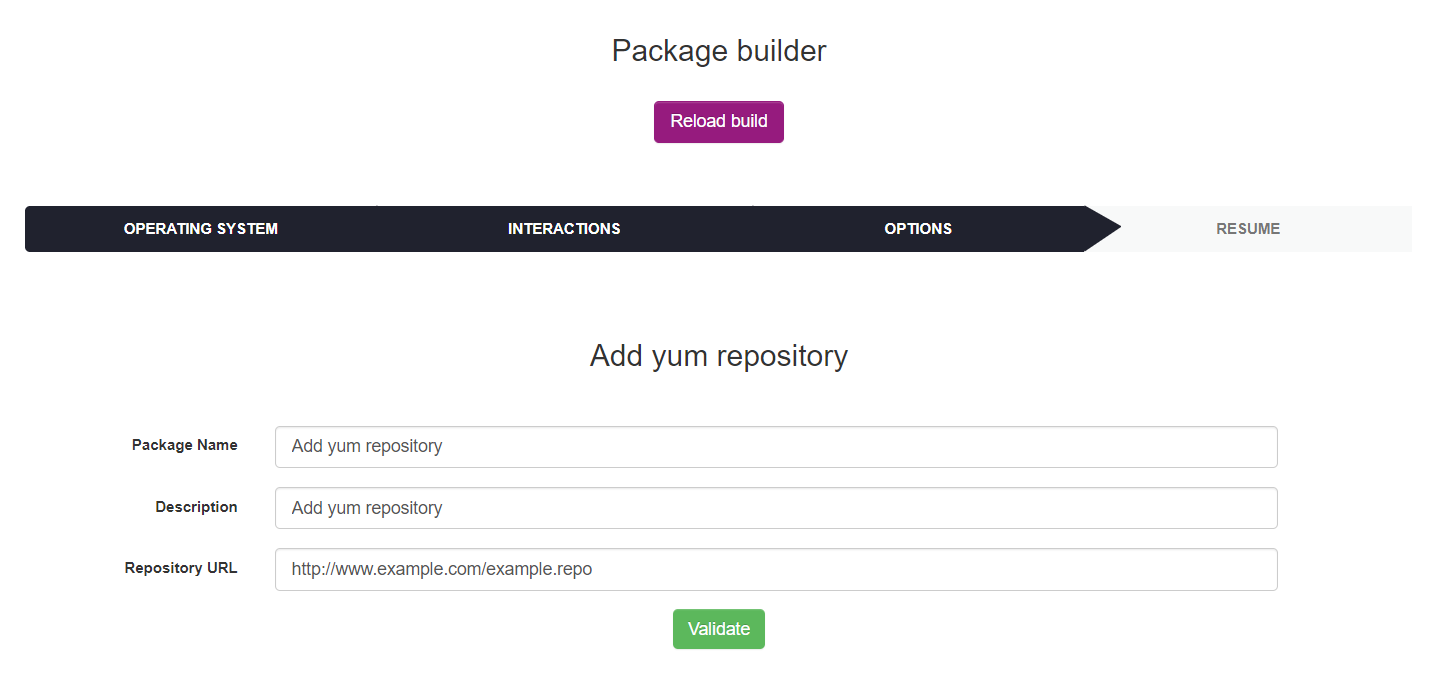 Package builder
Reload build
OPERATING SYSTEM INTERACTIONS OPTIONS RESUME
Add yum repository
Package Name Add yum repository
Description Add yum repository
Repository URL http://www.example.com/example.repo
Validate